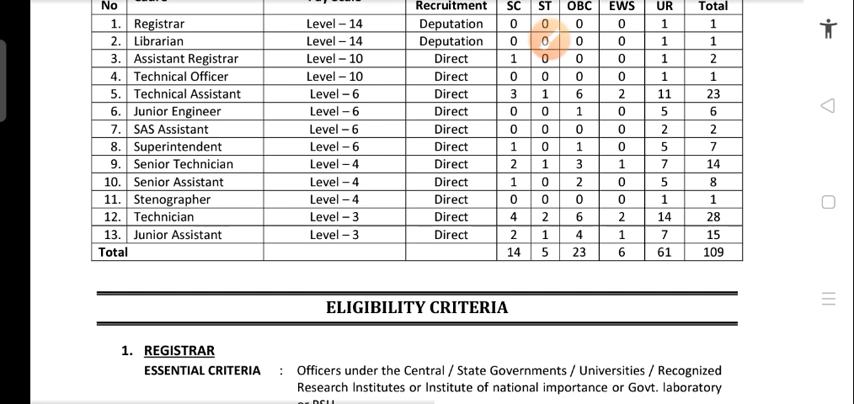 No Recruitment SC ST OBC EWS UR Total
1. Registrar Level – 14 Deputation 0 0 0 0 1 1
2. Librarian Level – 14 Deputation 0 0 0 0 1 1
3. Assistant Registrar Level – 10 Direct 1 0 0 0 1 2
4. Technical Officer Level – 10 Direct 0 0 0 0 1 1
5. Technical Assistant Level – 6 Direct 3 1 6 2 11 23
6. Junior Engineer Level – 6 Direct 0 0 1 0 5 6
7. SAS Assistant Level – 6 Direct 0 0 0 0 2 2
8. Superintendent Level – 6 Direct 1 0 1 0 5 7
9. Senior Technician Level – 4 Direct 2 1 3 1 7 14
10. Senior Assistant Level – 4 Direct 1 0 2 0 5 8
11. Stenographer Level – 4 Direct 0 0 0 0 1 1
12. Technician Level – 3 Direct 4 2 6 2 14 28
13. Junior Assistant Level – 3 Direct 2 1 4 1 7 15
Total 14 5 23 6 61 109
ELIGIBILITY CRITERIA
1. REGISTRAR
ESSENTIAL CRITERIA : Officers under the Central / State Governments / Universities / Recognized
Research Institutes or Institute of national importance or Govt. laboratory
or PSU